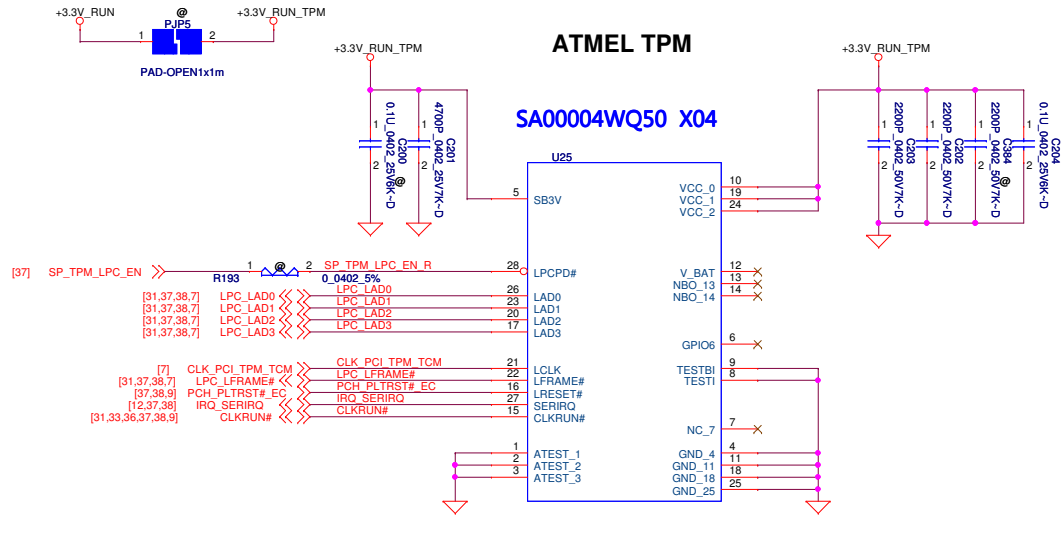 +3.3V_RUN
@
PJP5
+3.3V_RUN_TPM
1
2
PAD-OPEN1x1m
+3.3V_RUN_TPM
ATMEL TPM
+3.3V_RUN_TPM
SA00004WQ50 X04
0.1U_0402_25V6K~D
C200
@
1
2
4700P_0402_25V7K~D
C201
1
2
2200P_0402_50V7K~D
C203
1
2
2200P_0402_50V7K~D
C202
1
2
2200P_0402_50V7K~D
C384
@
1
2
0.1U_0402_25V6K~D
C204
1
2
U25
5 SB3V
10 VCC_0
19 VCC_1
24 VCC_2
[37] SP_TPM_LPC_EN
1 @ 2
R193
0_0402_5%
SP_TPM_LPC_EN_R
28 LPCPD#
[31,37,38,7] LPC_LAD0 LPC_LAD0 26 LAD0
[31,37,38,7] LPC_LAD1 LPC_LAD1 23 LAD1
[31,37,38,7] LPC_LAD2 LPC_LAD2 20 LAD2
[31,37,38,7] LPC_LAD3 LPC_LAD3 17 LAD3
12 V_BAT
13 NBO_13
14 NBO_14
6 GPIO6
[7] CLK_PCI_TPM_TCM CLK_PCI_TPM_TCM 21 LCLK
[31,37,38,7] LPC_LFRAME# LPC_LFRAME# 22 LFRAME#
[37,38,9] PCH_PLTRST#_EC PCH_PLTRST#_EC 16 LRESET#
[12,37,38] IRQ_SERIRQ IRQ_SERIRQ 27 SERIRQ
[31,33,36,37,38,9] CLKRUN# CLKRUN# 15 CLKRUN#
9 TESTBI
8 TESTI
7 NC_7
1 ATEST_1
2 ATEST_2
3 ATEST_3
4 GND_4
11 GND_11
18 GND_18
25 GND_25